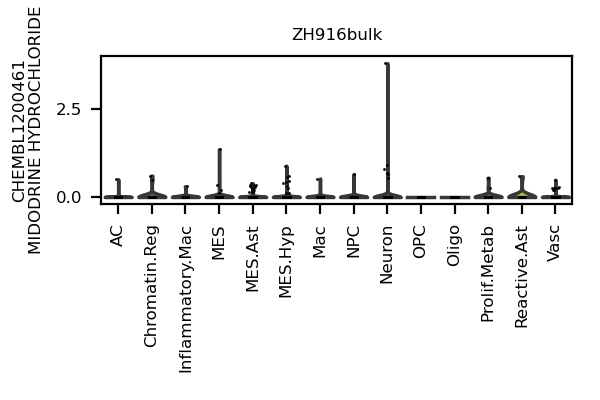 ZH916bulk
CHEMBL1200461
MIDODRINE HYDROCHLORIDE
2.5
0.0
AC
Chromatin.Reg
Inflammatory.Mac
MES
MES.Ast
MES.Hyp
Mac
NPC
Neuron
OPC
Oligo
Prolif.Metab
Reactive.Ast
Vasc